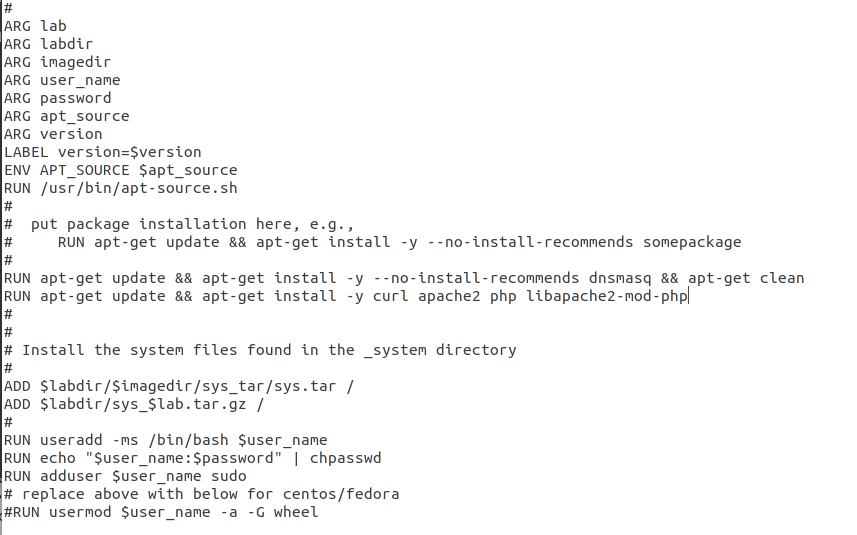 #
ARG lab
ARG labdir
ARG imagedir
ARG user_name
ARG password
ARG apt_source
ARG version
LABEL version=$version
ENV APT_SOURCE $apt_source
RUN /usr/bin/apt-source.sh
#
#  put package installation here, e.g.,
#     RUN apt-get update && apt-get install -y --no-install-recommends somepackage
#
RUN apt-get update && apt-get install -y --no-install-recommends dnsmasq && apt-get clean
RUN apt-get update && apt-get install -y curl apache2 php libapache2-mod-php
#
#
# Install the system files found in the _system directory
#
ADD $labdir/$imagedir/sys_tar/sys.tar /
ADD $labdir/sys_$lab.tar.gz /
#
RUN useradd -ms /bin/bash $user_name
RUN echo "$user_name:$password" | chpasswd
RUN adduser $user_name sudo
# replace above with below for centos/fedora
#RUN usermod $user_name -a -G wheel